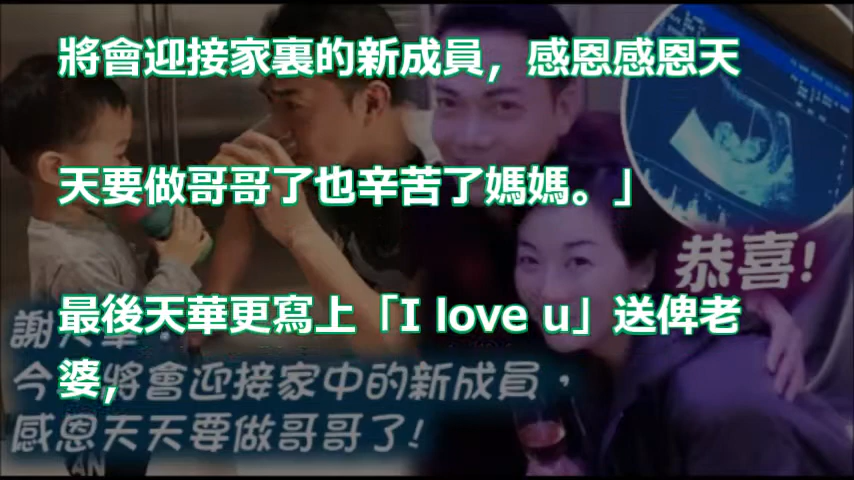 將會迎接家裏的新成員，感恩感恩天
天要做哥哥了也辛苦了媽媽。」
最後天華更寫上「I love u」送俾老
婆，
恭喜!
謝天華：
今 將會迎接家中的新成員，
感恩天天要做哥哥了!
AN